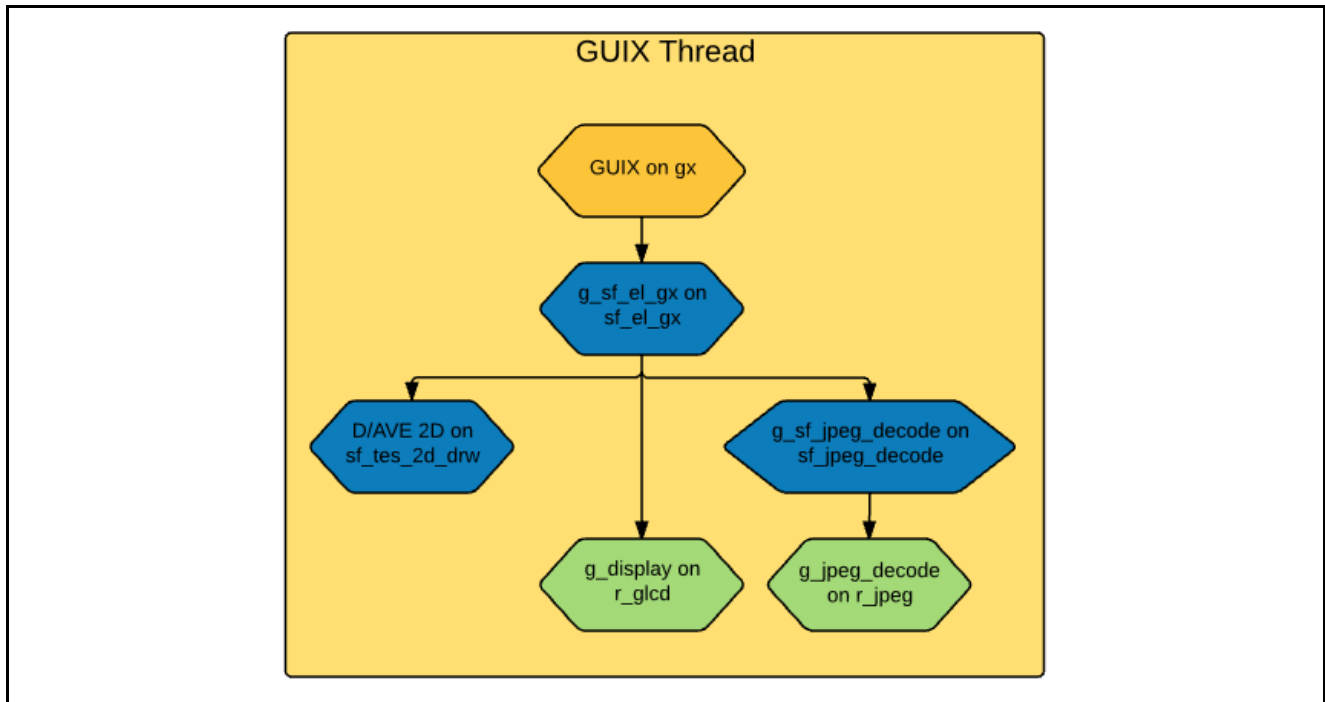 GUIX Thread
GUIX on gx
g_sf_el_gx on
sf_el_gx
D/AVE 2D on
sf_tes_2d_drw
g_sf_jpeg_decode on
sf_jpeg_decode
g_display on
r_glcd
g_jpeg_decode
on r_jpeg